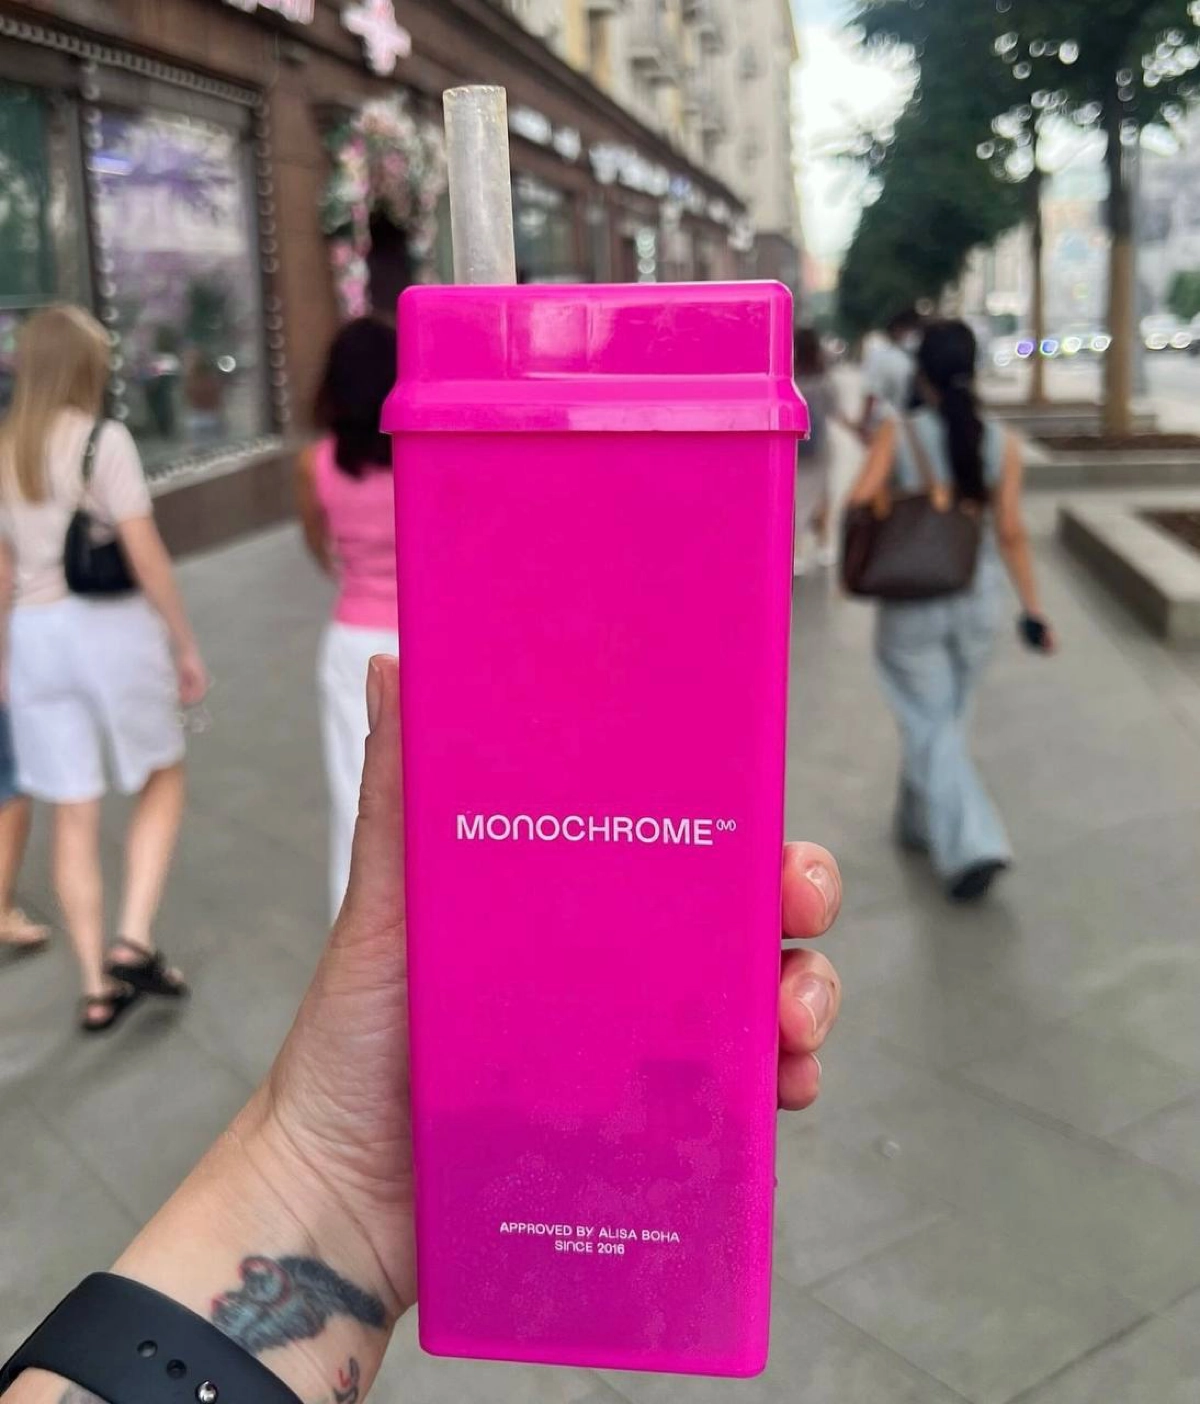 MONOCHROME(M)
APPROVED BY ALISA BOHA
SINCE 2016